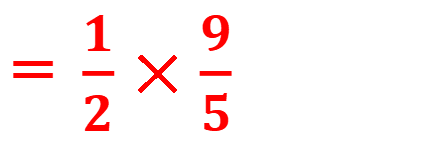 = 1/2 × 9/5